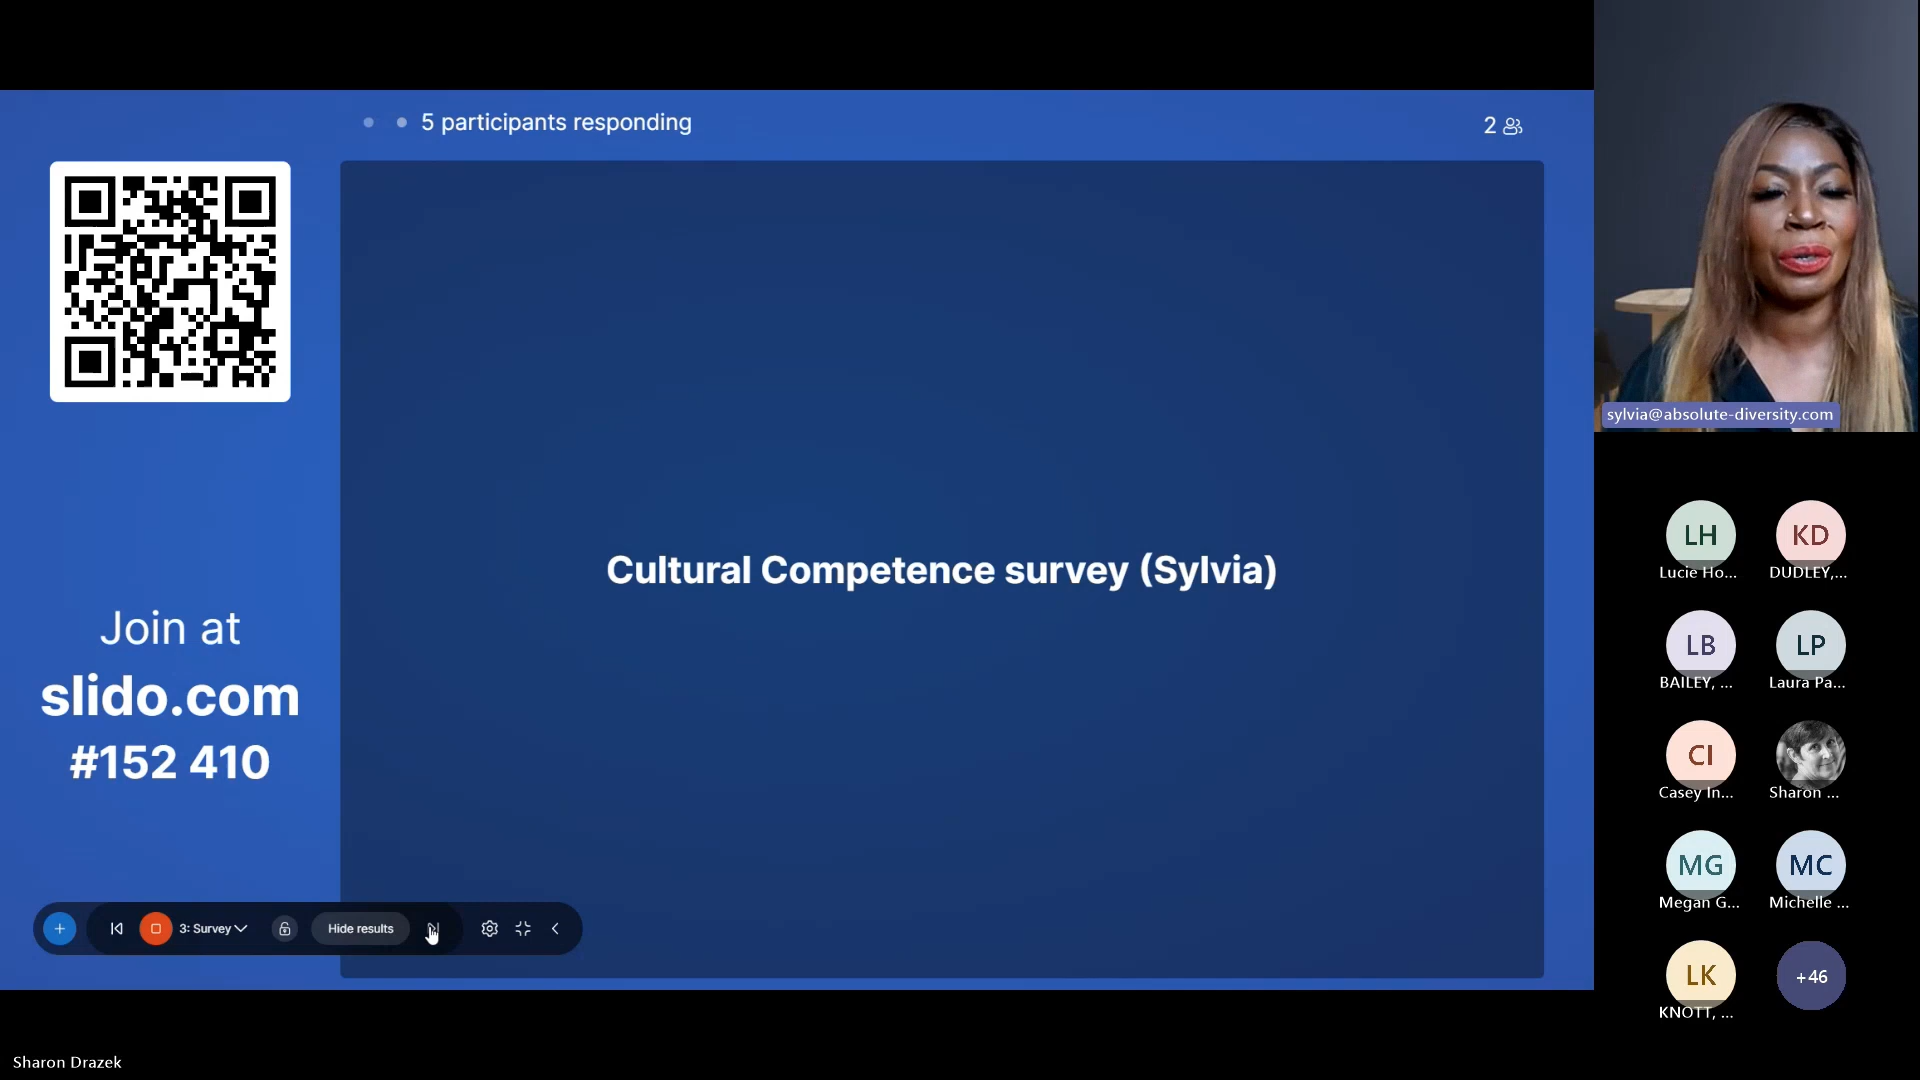 5 participants responding
2
Cultural Competence survey (Sylvia)
Join at
slido.com
#152 410
3: Survey
Hide results
sylvia@absolute-diversity.com
LH
Lucie Ho...
KD
DUDLEY,...
LB
BAILEY, ...
LP
Laura Pa...
CI
Casey In...
Sharon ...
MG
Megan G...
MC
Michelle ...
LK
KNOTT, ...
+46
Sharon Drazek